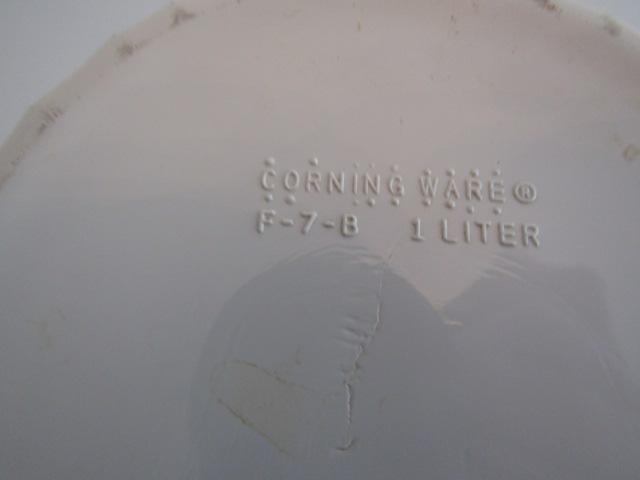 CORNING WARE®
F-7-B 1 LITER